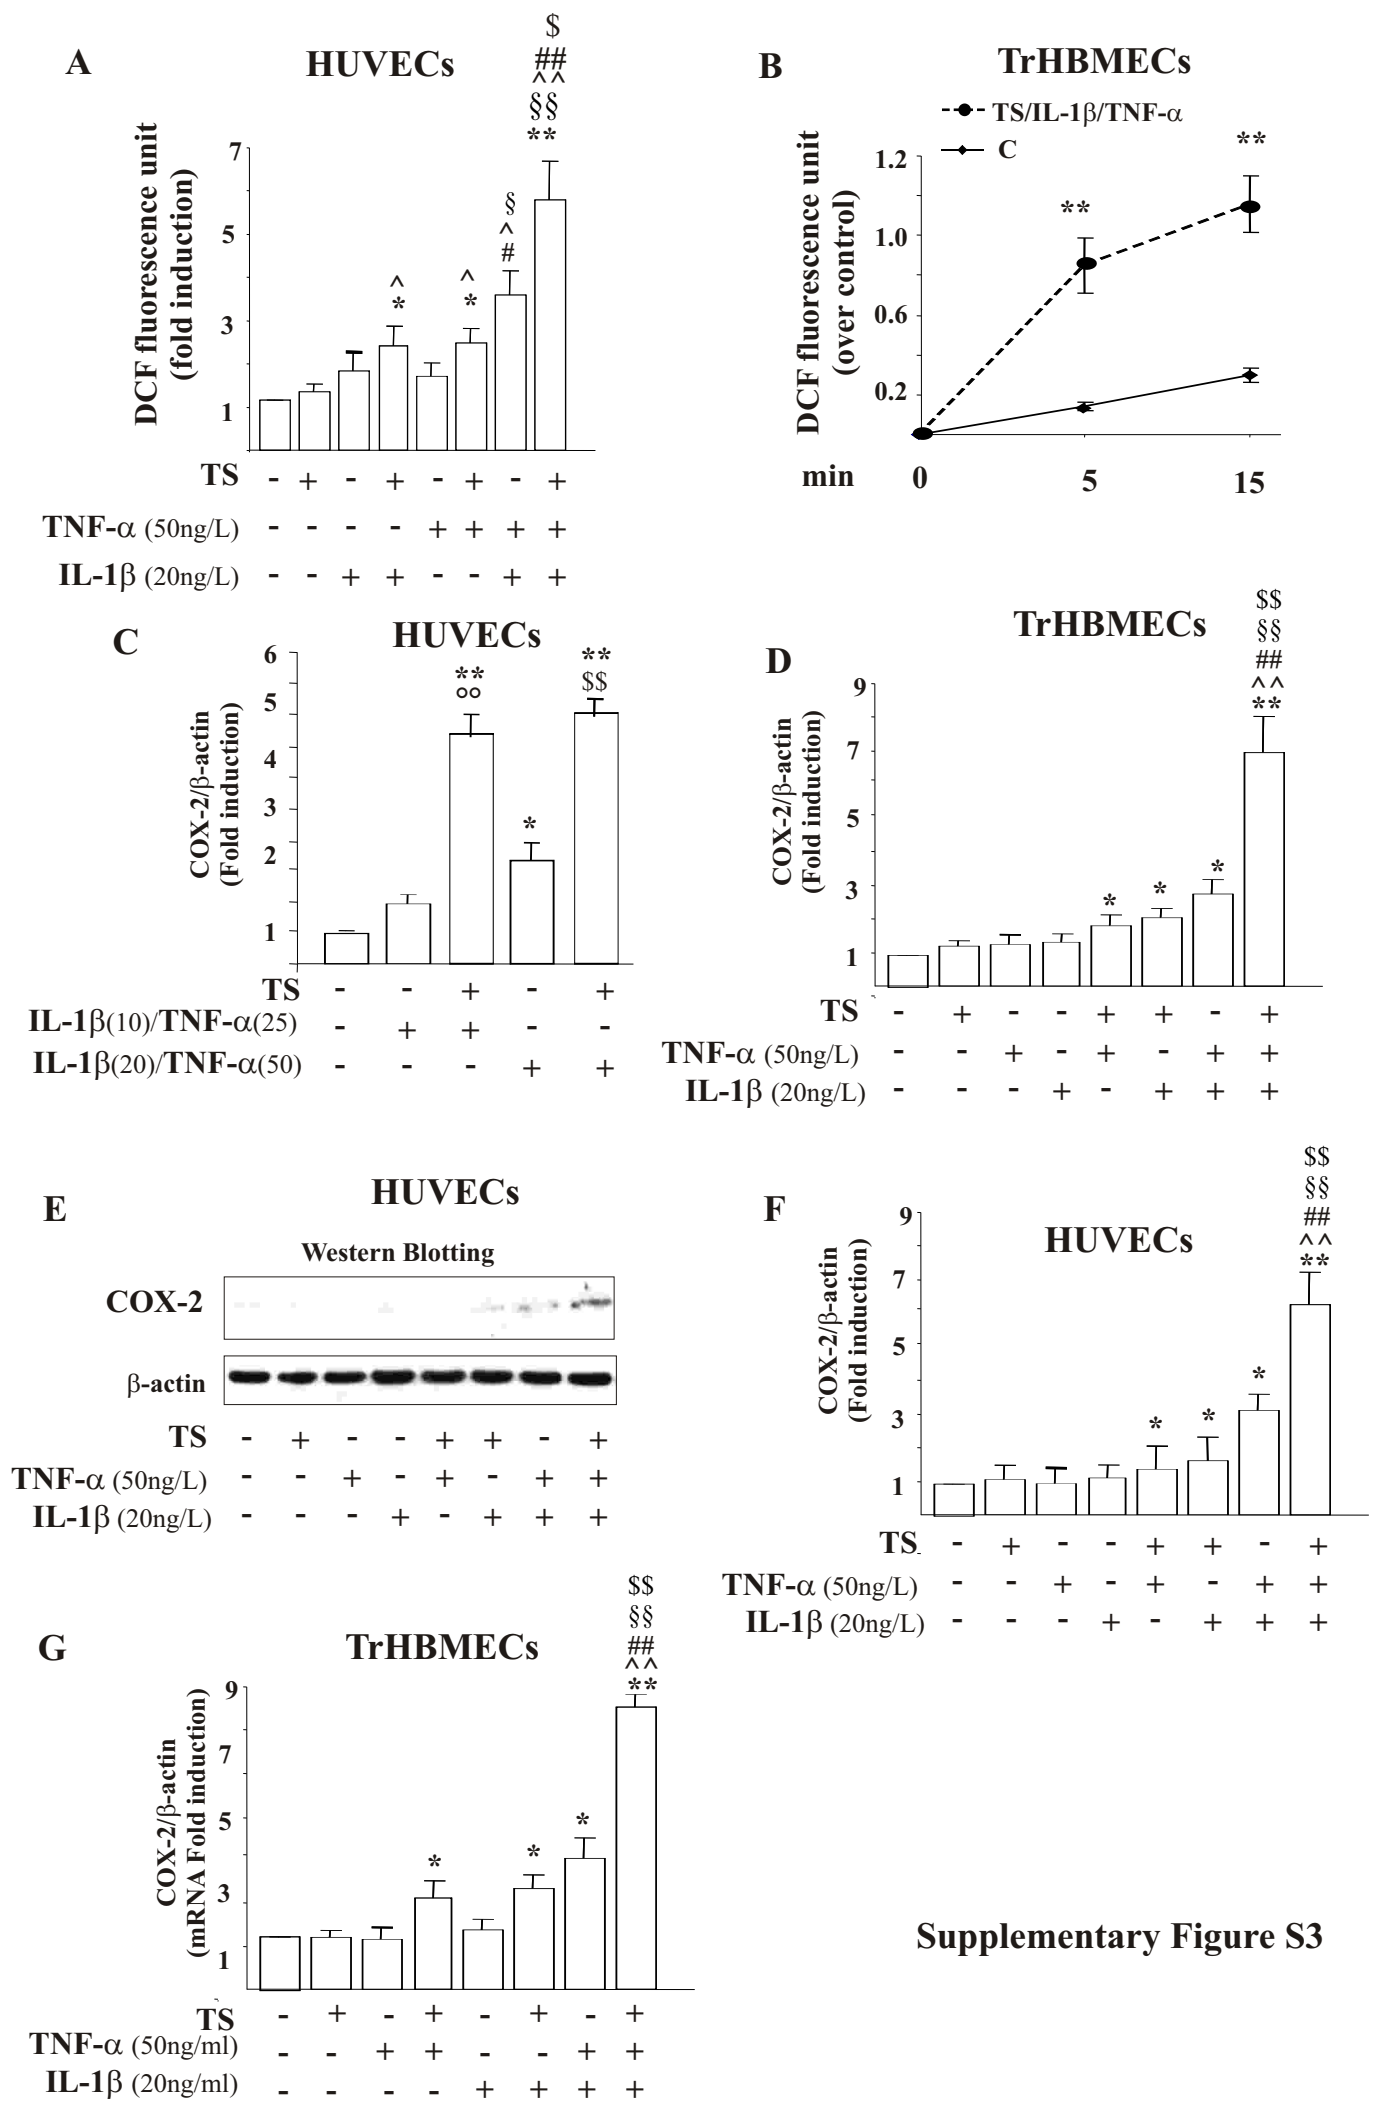 A
HUVECs
$
##
^^
§§
**
§
^
#
^
*
^
*
DCF fluorescence unit
(fold induction)
7
5
3
1
TS - + - + - + - +
TNF-α (50ng/L) - - - - + + + +
IL-1β (20ng/L) - - + + - - + +
B
TrHBMECs
TS/IL-1β/TNF-α
C
**
**
DCF fluorescence unit
(over control)
1.2
1.0
0.6
0.2
min 0 5 15
C
HUVECs
**
°°
*
**
$$
COX-2/β-actin
(Fold induction)
6
5
4
3
2
1
TS - - + - +
IL-1β(10)/TNF-α(25) - + + - -
IL-1β(20)/TNF-α(50) - - - + +
D
TrHBMECs
$$
§§
##
^^
**
*
*
*
COX-2/β-actin
(Fold induction)
9
7
5
3
1
TS - + - - + + - +
TNF-α (50ng/L) - - + - + - + +
IL-1β (20ng/L) - - - + - + + +
E
HUVECs
Western Blotting
COX-2
β-actin
TS - + - - + + - +
TNF-α (50ng/L) - - + - + - + +
IL-1β (20ng/L) - - - + - + + +
F
HUVECs
$$
§§
##
^^
**
*
*
*
COX-2/β-actin
(Fold induction)
9
7
5
3
1
TS - + - - + + - +
TNF-α (50ng/L) - - + - + - + +
IL-1β (20ng/L) - - - + - + + +
G
TrHBMECs
$$
§§
##
^^
**
*
*
*
COX-2/β-actin
(mRNA Fold induction)
9
7
5
3
1
TS - + - + - + - +
TNF-α (50ng/ml) - - + + - - + +
IL-1β (20ng/ml) - - - - + + + +
Supplementary Figure S3